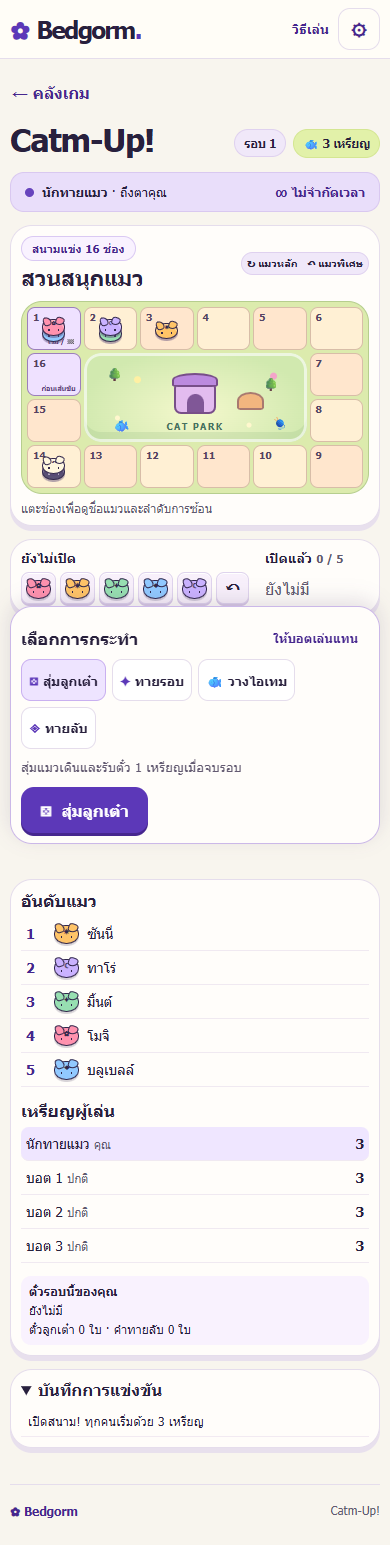 Bedgorm.
วิธีเล่น
← คลังเกม
Catm-Up!
รอบ 1
3 เหรียญ
นักทายแมว · ถึงตาคุณ
∞ ไม่จำกัดเวลา
สนามแข่ง 16 ช่อง
สวนสนุกแมว
↻ แมวหลัก ↶ แมวพิเศษ
1 2 3 4 5 6
16
ก่อนเส้นชัย
7
CAT PARK
15
8
14 13 12 11 10 9
แตะช่องเพื่อดูชื่อแมวและลำดับการซ้อน
ยังไม่เปิด
เปิดแล้ว 0 / 5
ยังไม่มี
เลือกการกระทำ
ให้บอตเล่นแทน
สุ่มลูกเต๋า
ทายรอบ
วางไอเทม
ทายลับ
สุ่มแมวเดินและรับตั๋ว 1 เหรียญเมื่อจบรอบ
สุ่มลูกเต๋า
อันดับแมว
1 ซันนี่
2 ทาโร่
3 มิ้นต์
4 โมจิ
5 บลูเบลล์
เหรียญผู้เล่น
นักทายแมว คุณ 3
บอต 1 ปกติ 3
บอต 2 ปกติ 3
บอต 3 ปกติ 3
ตั๋วรอบนี้ของคุณ
ยังไม่มี
ตั๋วลูกเต๋า 0 ใบ · คำทายลับ 0 ใบ
▼ บันทึกการแข่งขัน
เปิดสนาม! ทุกคนเริ่มด้วย 3 เหรียญ
Bedgorm
Catm-Up!